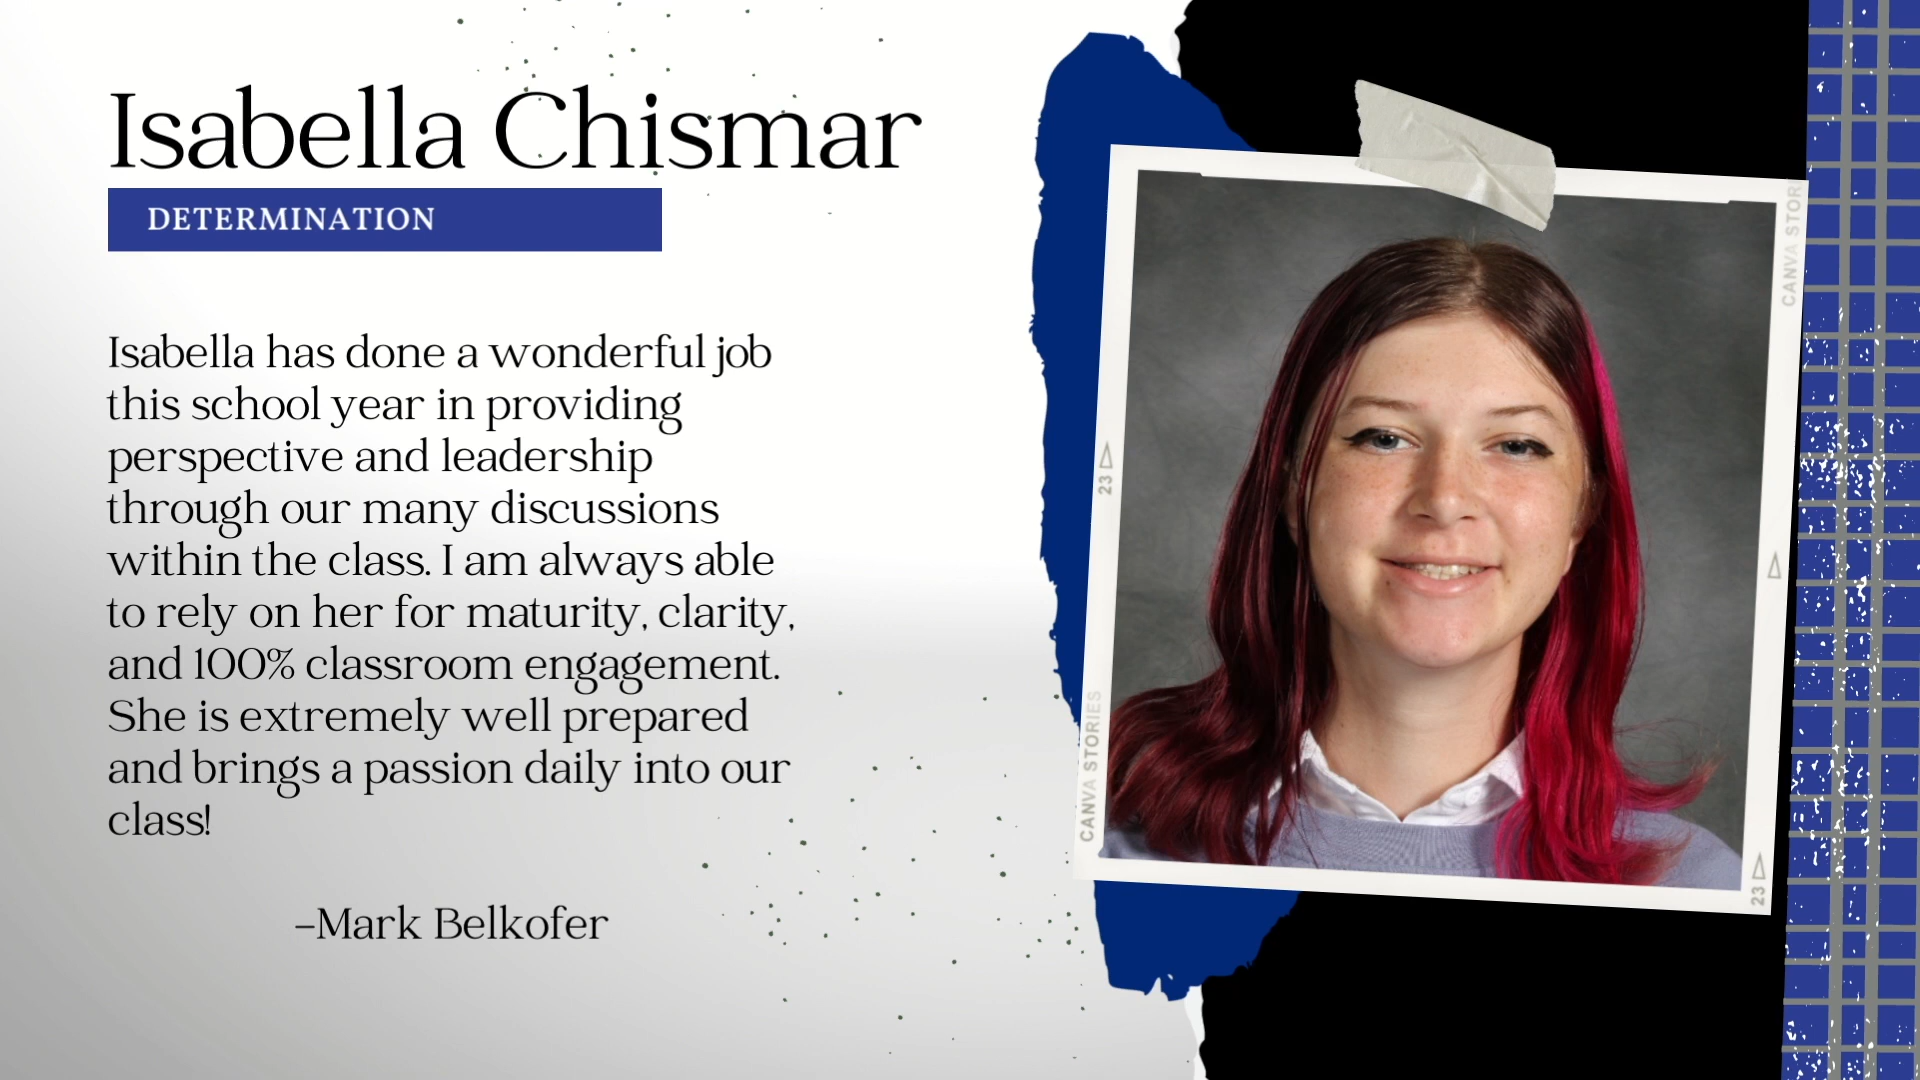 Isabella Chismar
DETERMINATION
Isabella has done a wonderful job
this school year in providing
perspective and leadership
through our many discussions
within the class. I am always able
to rely on her for maturity, clarity,
and 100% classroom engagement.
She is extremely well prepared
and brings a passion daily into our
class!
–Mark Belkofer
23
CANVA STORIES
CANVA STORI
23